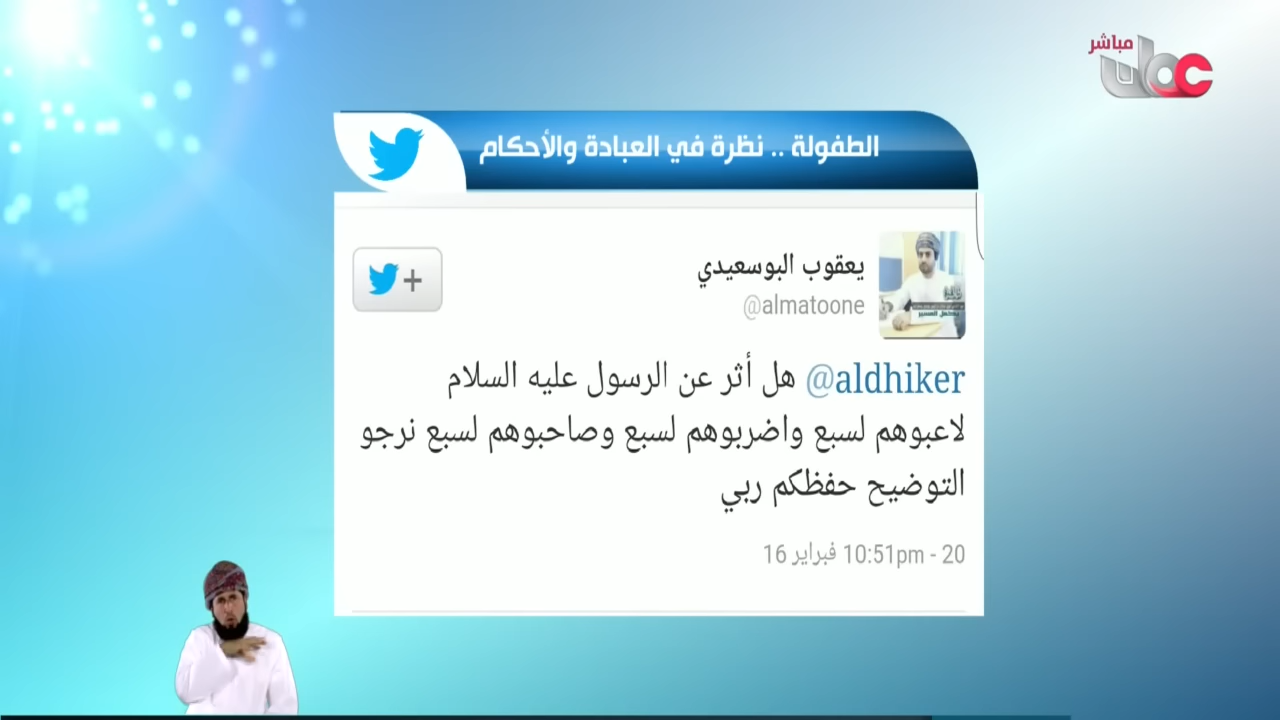 مباشر
الطفولة .. نظرة في العبادة والأحكام
يعقوب البوسعيدي
@almatoone
@aldhiker هل أثر عن الرسول عليه السلام
لاعبوهم لسبع واضربوهم لسبع وصاحبوهم لسبع نرجو
التوضيح حفظكم ربي
10:51pm - 20 فبراير 16